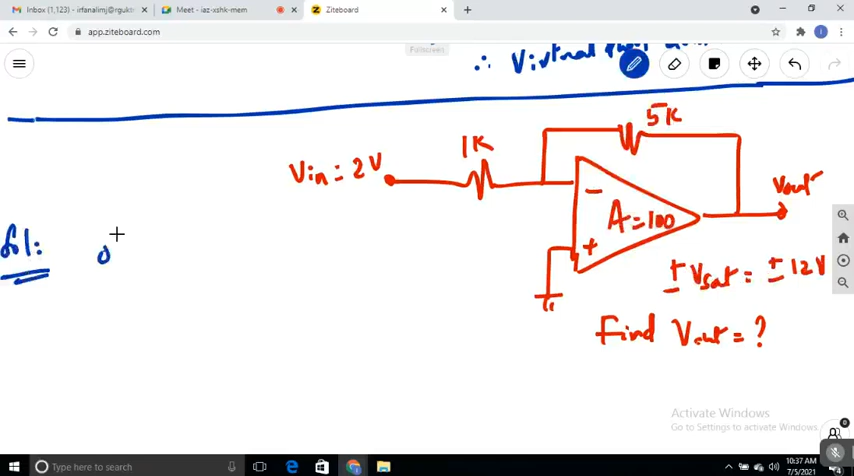 Inbox (1,123) - irfanalimj@rgukt
Meet - iaz-xshk-mem
Ziteboard
app.ziteboard.com
Fullscreen
∴ Virtual
5K
1K
Vin = 2V
Vout
−
A=100
+
± Vsat = ± 12V
Sol:
Find Vout = ?
Activate Windows
Go to Settings to activate Windows.
0
Type here to search
10:37 AM
7/5/2021